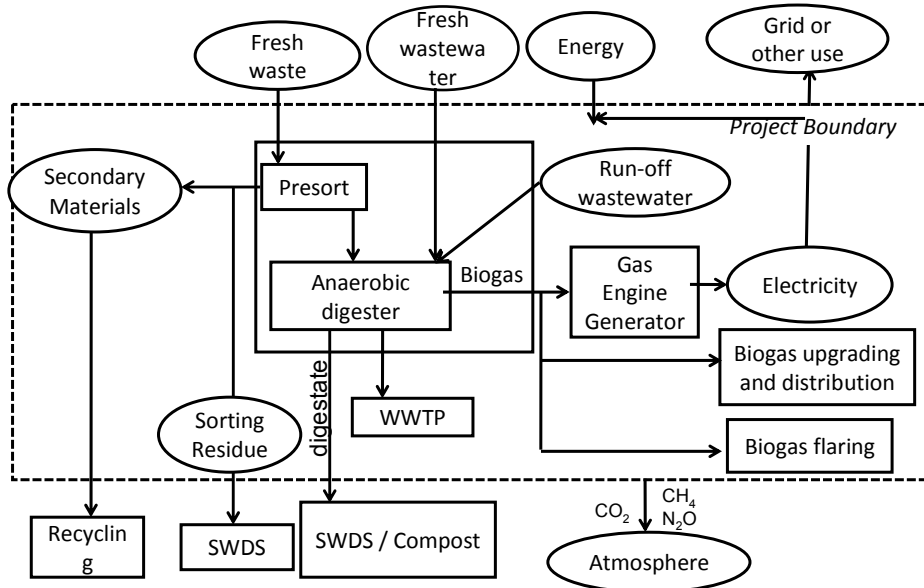 Fresh
waste
Fresh
wastewa
ter
Energy
Grid or
other use
Project Boundary
Secondary
Materials
Presort
Run-off
wastewater
Anaerobic
digester
Biogas
Gas
Engine
Generator
Electricity
Biogas upgrading
and distribution
digestate
WWTP
Sorting
Residue
Biogas flaring
Recyclin
g
SWDS
SWDS / Compost
CO₂
CH₄
N₂O
Atmosphere